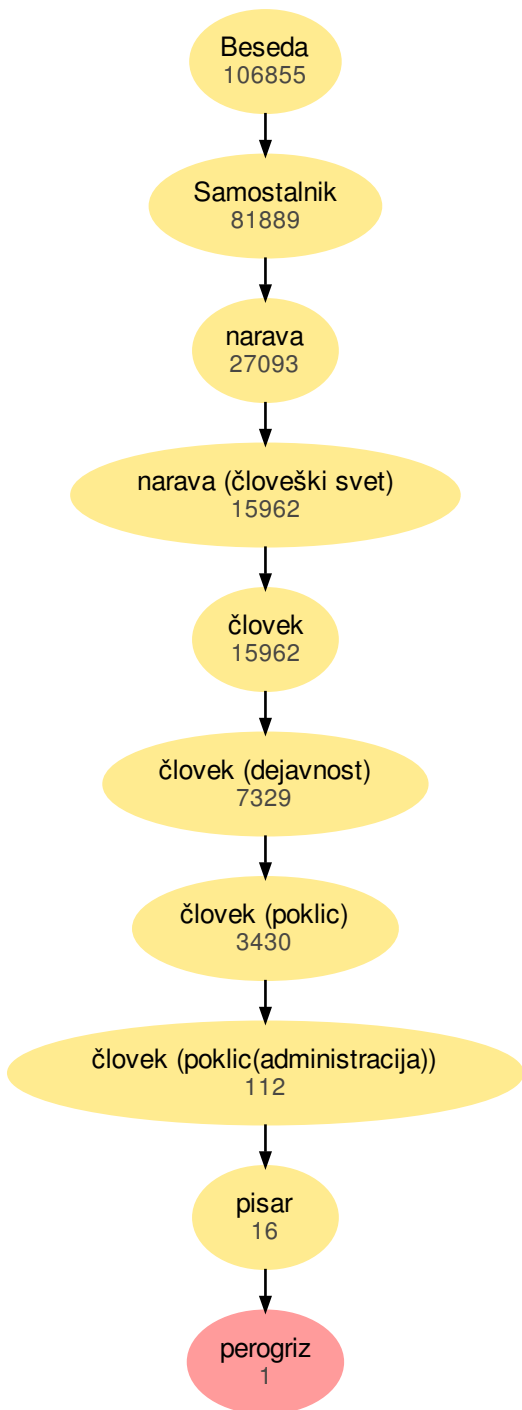 Beseda
106855
Samostalnik
81889
narava
27093
narava (človeški svet)
15962
človek
15962
človek (dejavnost)
7329
človek (poklic)
3430
človek (poklic(administracija))
112
pisar
16
perogriz
1